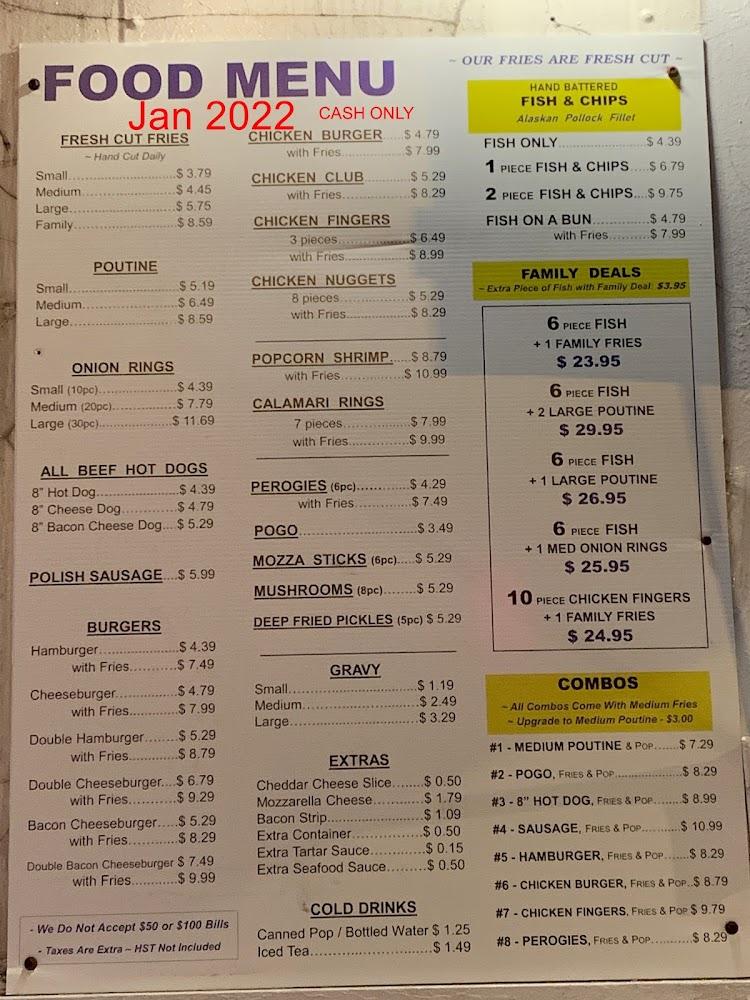 FOOD MENU
Jan 2022 CASH ONLY
FRESH CUT FRIES
~ Hand Cut Daily
Small.....................$ 3.79
Medium.................$ 4.45
Large.....................$ 5.75
Family....................$ 8.59
POUTINE
Small.....................$ 5.19
Medium.................$ 6.49
Large.....................$ 8.59
ONION RINGS
Small (10pc)...................$ 4.39
Medium (20pc)................$ 7.79
Large (30pc)..................$ 11.69
ALL BEEF HOT DOGS
8" Hot Dog....................$ 4.39
8" Cheese Dog..............$ 4.79
8" Bacon Cheese Dog....$ 5.29
POLISH SAUSAGE....$ 5.99
BURGERS
Hamburger...................$ 4.39
with Fries............$ 7.49
Cheeseburger..............$ 4.79
with Fries............$ 7.99
Double Hamburger.......$ 5.29
with Fries............$ 8.79
Double Cheeseburger....$ 6.79
with Fries............$ 9.29
Bacon Cheeseburger.....$ 5.29
with Fries............$ 8.29
Double Bacon Cheeseburger $ 7.49
with Fries............$ 9.99
- We Do Not Accept $50 or $100 Bills
- Taxes Are Extra ~ HST Not Included
CHICKEN BURGER.....$ 4.79
with Fries...............$ 7.99
CHICKEN CLUB..........$ 5.29
with Fries...............$ 8.29
CHICKEN FINGERS
3 pieces.................$ 6.49
with Fries...............$ 8.99
CHICKEN NUGGETS
8 pieces.................$ 5.29
with Fries...............$ 8.29
POPCORN SHRIMP......$ 8.79
with Fries...............$ 10.99
CALAMARI RINGS
7 pieces.................$ 7.99
with Fries...............$ 9.99
PEROGIES (6pc).............$ 4.29
with Fries...............$ 7.49
POGO..........................$ 3.49
MOZZA STICKS (6pc).....$ 5.29
MUSHROOMS (8pc)........$ 5.29
DEEP FRIED PICKLES (5pc) $ 5.29
GRAVY
Small...........................$ 1.19
Medium.......................$ 2.49
Large...........................$ 3.29
EXTRAS
Cheddar Cheese Slice.......$ 0.50
Mozzarella Cheese...........$ 1.79
Bacon Strip.....................$ 1.09
Extra Container................$ 0.50
Extra Tartar Sauce...........$ 0.15
Extra Seafood Sauce.........$ 0.50
COLD DRINKS
Canned Pop / Bottled Water $ 1.25
Iced Tea.........................$ 1.49
~ OUR FRIES ARE FRESH CUT ~
HAND BATTERED
FISH & CHIPS
Alaskan Pollock Fillet
FISH ONLY....................$ 4.39
1 PIECE FISH & CHIPS.....$ 6.79
2 PIECE FISH & CHIPS....$ 9.75
FISH ON A BUN.............$ 4.79
with Fries..........$ 7.99
FAMILY DEALS
~ Extra Piece of Fish with Family Deal: $3.95
6 PIECE FISH
+ 1 FAMILY FRIES
$ 23.95
6 PIECE FISH
+ 2 LARGE POUTINE
$ 29.95
6 PIECE FISH
+ 1 LARGE POUTINE
$ 26.95
6 PIECE FISH
+ 1 MED ONION RINGS
$ 25.95
10 PIECE CHICKEN FINGERS
+ 1 FAMILY FRIES
$ 24.95
COMBOS
~ All Combos Come With Medium Fries
~ Upgrade to Medium Poutine - $3.00
#1 - MEDIUM POUTINE & POP......$ 7.29
#2 - POGO, FRIES & POP.................$ 8.29
#3 - 8" HOT DOG, FRIES & POP.......$ 8.99
#4 - SAUSAGE, FRIES & POP..........$ 10.99
#5 - HAMBURGER, FRIES & POP......$ 8.29
#6 - CHICKEN BURGER, FRIES & POP..$ 8.79
#7 - CHICKEN FINGERS, FRIES & POP $ 9.79
#8 - PEROGIES, FRIES & POP...........$ 8.29